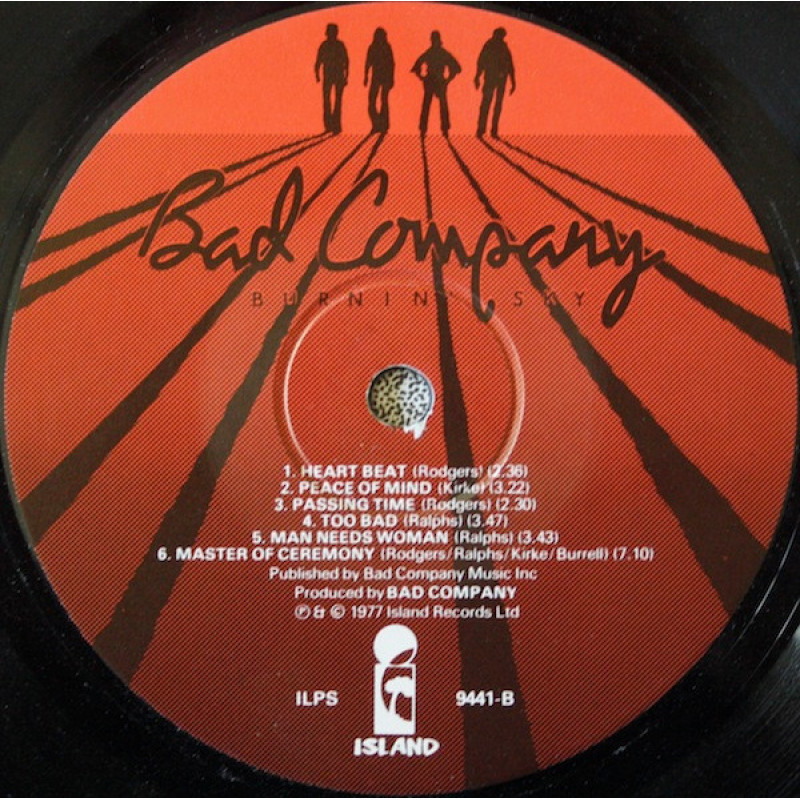 Bad Company
BURNIN' SKY
1. HEART BEAT (Rodgers) (2.36)
2. PEACE OF MIND (Kirke) (3.22)
3. PASSING TIME (Rodgers) (2.30)
4. TOO BAD (Ralphs) (3.47)
5. MAN NEEDS WOMAN (Ralphs) (3.43)
6. MASTER OF CEREMONY (Rodgers/Ralphs/Kirke/Burrell) (7.10)
Published by Bad Company Music Inc
Produced by BAD COMPANY
℗ & © 1977 Island Records Ltd
ILPS 9441-B
ISLAND